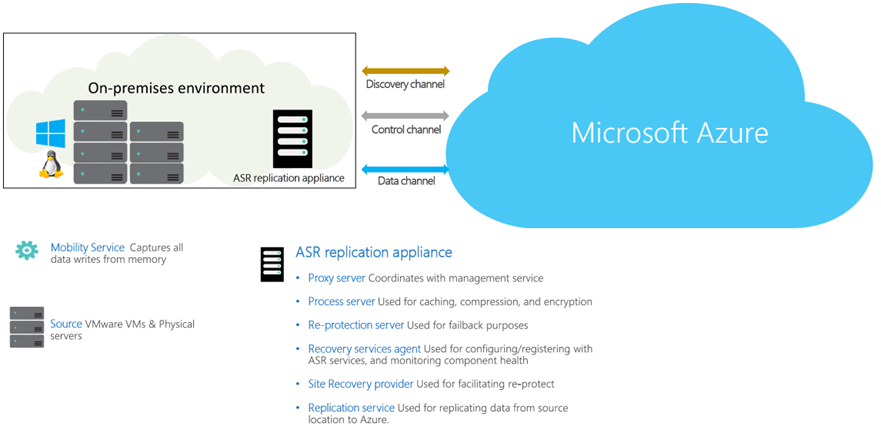 On-premises environment
ASR replication appliance
Discovery channel
Control channel
Data channel
Microsoft Azure
Mobility Service Captures all
data writes from memory
Source VMware VMs & Physical
servers
ASR replication appliance
• Proxy server Coordinates with management service
• Process server Used for caching, compression, and encryption
• Re-protection server Used for failback purposes
• Recovery services agent Used for configuring/registering with
ASR services, and monitoring component health
• Site Recovery provider Used for facilitating re-protect
• Replication service Used for replicating data from source
location to Azure.